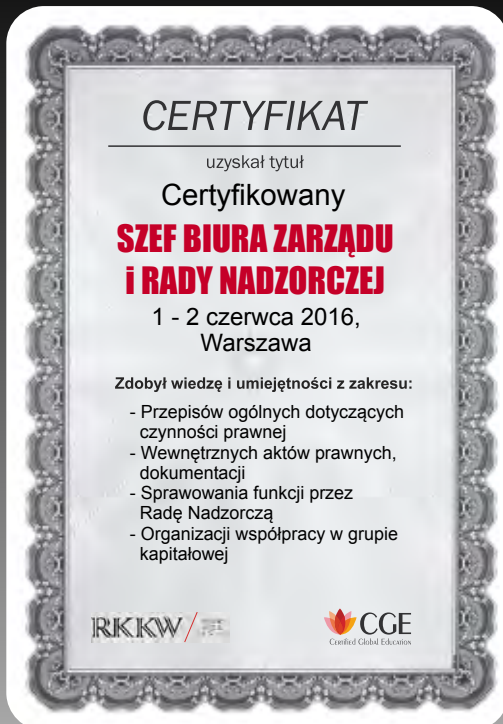 CERTYFIKAT
uzyskał tytuł
Certyfikowany
SZEF BIURA ZARZĄDU
i RADY NADZORCZEJ
1 - 2 czerwca 2016,
Warszawa
Zdobył wiedzę i umiejętności z zakresu:
- Przepisów ogólnych dotyczących
czynności prawnej
- Wewnętrznych aktów prawnych,
dokumentacji
- Sprawowania funkcji przez
Radę Nadzorczą
- Organizacji współpracy w grupie
kapitałowej
RKKW
CGE
Certified Global Education